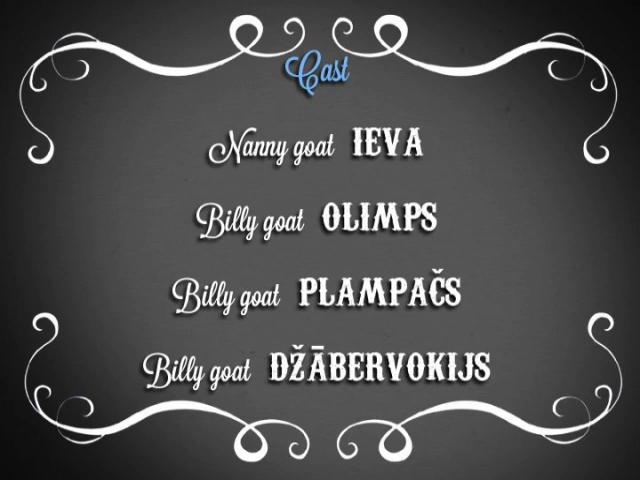 Cast
Nanny goat IEVA
Billy goat OLIMPS
Billy goat PLAMPAČS
Billy goat DŽĀBERVOKIJS